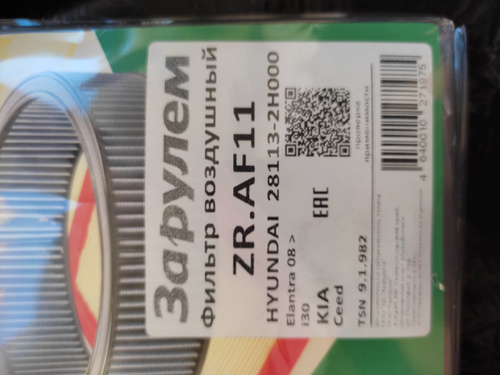 За рулем
Фильтр воздушный
ZR.AF11
HYUNDAI 28113-2H000
Elantra 08 >
i30
KIA
Ceed
TSN 9.1.982
EAC
проверка
применимости
4 640010 271975